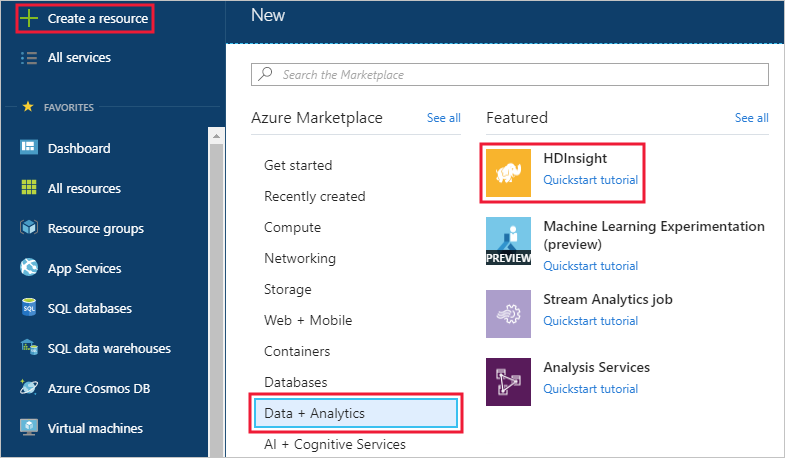 Create a resource
All services
FAVORITES
Dashboard
All resources
Resource groups
App Services
SQL databases
SQL data warehouses
Azure Cosmos DB
Virtual machines
New
Search the Marketplace
Azure Marketplace
See all
Get started
Recently created
Compute
Networking
Storage
Web + Mobile
Containers
Databases
Data + Analytics
AI + Cognitive Services
Featured
See all
HDInsight
Quickstart tutorial
PREVIEW
Machine Learning Experimentation
(preview)
Quickstart tutorial
Stream Analytics job
Quickstart tutorial
Analysis Services
Quickstart tutorial